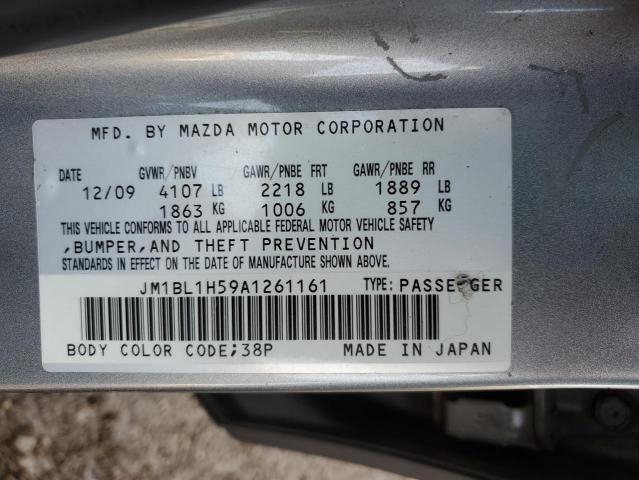 MFD. BY MAZDA MOTOR CORPORATION
DATE GVWR/PNBV GAWR/PNBE FRT GAWR/PNBE RR
12/09 4107 LB 2218 LB 1889 LB
1863 KG 1006 KG 857 KG
THIS VEHICLE CONFORMS TO ALL APPLICABLE FEDERAL MOTOR VEHICLE SAFETY
,BUMPER,AND THEFT PREVENTION
STANDARDS IN EFFECT ON THE DATE OF MANUFACTURE SHOWN ABOVE.
JM1BL1H59A1261161 TYPE: PASSENGER
BODY COLOR CODE;38P MADE IN JAPAN